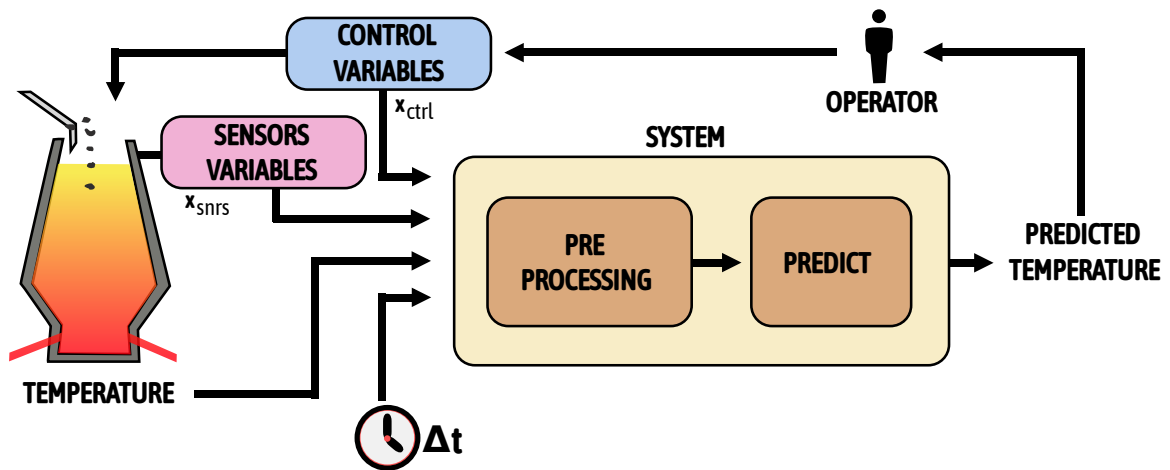 CONTROL
VARIABLES
x_ctrl
OPERATOR
SENSORS
VARIABLES
x_snrs
SYSTEM
PRE
PROCESSING
PREDICT
PREDICTED
TEMPERATURE
TEMPERATURE
Δt